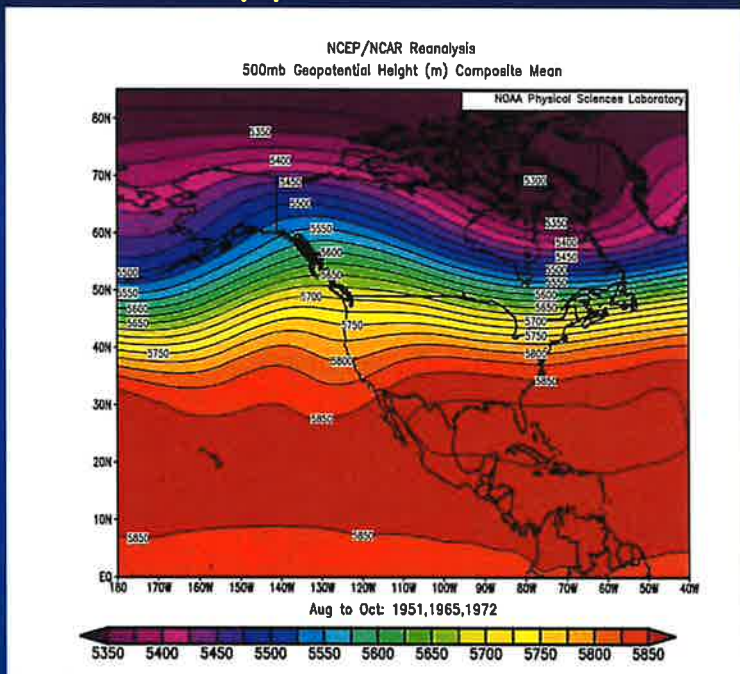 NCEP/NCAR Reanalysis
500mb Geopotential Height (m) Composite Mean
NOAA Physical Sciences Laboratory
80N
70N
60N
50N
40N
30N
20N
10N
EQ
5350
5400
5450
5500
5550
5600
5650
5700
5750
5800
5850
5500
5550
5600
5650
5750
5300
5350
5400
5450
5500
5550
5600
5650
5700
5750
5800
5850
5850
5850
180 170W 160W 150W 140W 130W 120W 110W 100W 90W 80W 70W 60W 50W 40W
Aug to Oct: 1951,1965,1972
5350 5400 5450 5500 5550 5600 5650 5700 5750 5800 5850